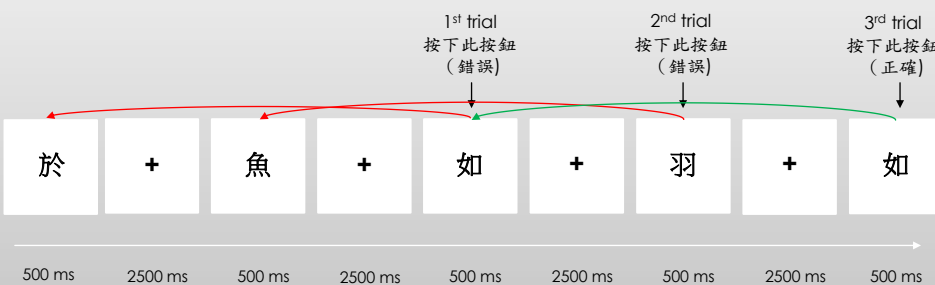 1st trial
按下此按鈕
（錯誤)
2nd trial
按下此按鈕
（錯誤)
3rd trial
按下此按鈕
（正確）
於 + 魚 + 如 + 羽 + 如
500 ms 2500 ms 500 ms 2500 ms 500 ms 2500 ms 500 ms 2500 ms 500 ms